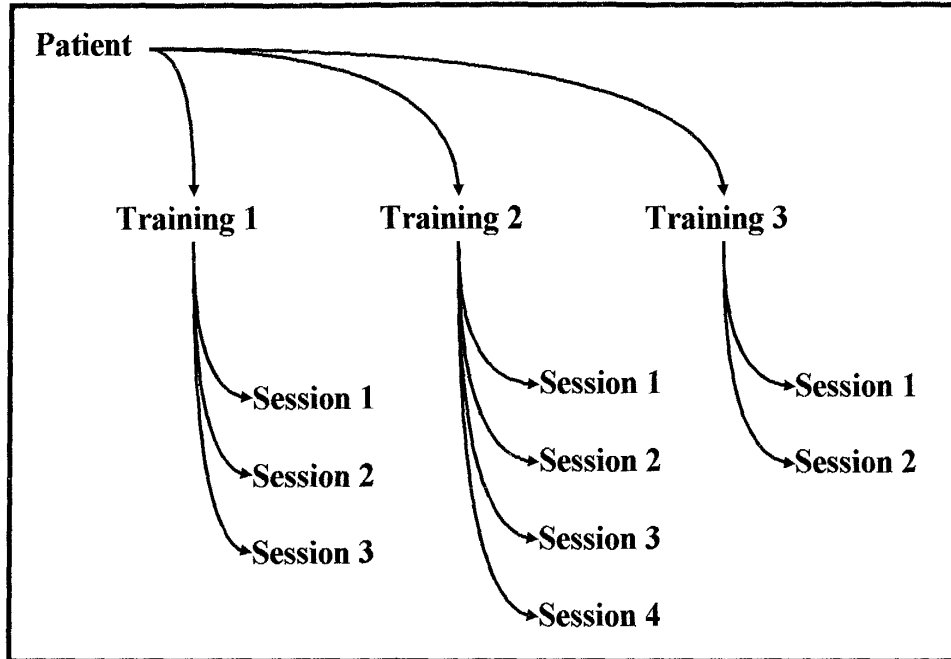 Patient
Training 1
Training 2
Training 3
Session 1
Session 2
Session 3
Session 1
Session 2
Session 3
Session 4
Session 1
Session 2